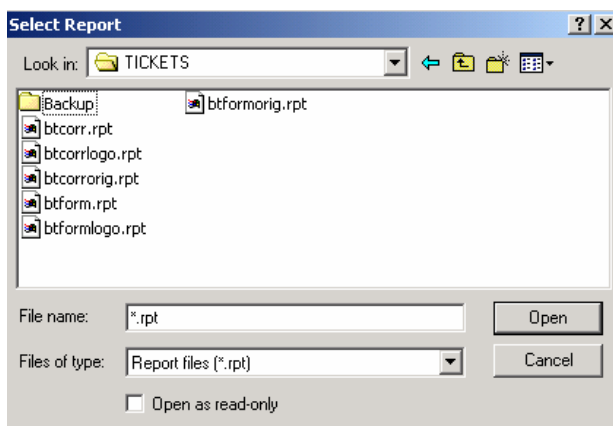 Select Report
Look in: TICKETS
Backup
btcorr.rpt
btcorrlogo.rpt
btcorrorig.rpt
btform.rpt
btformlogo.rpt
btformorig.rpt
File name: *.rpt
Open
Files of type: Report files (*.rpt)
Cancel
Open as read-only